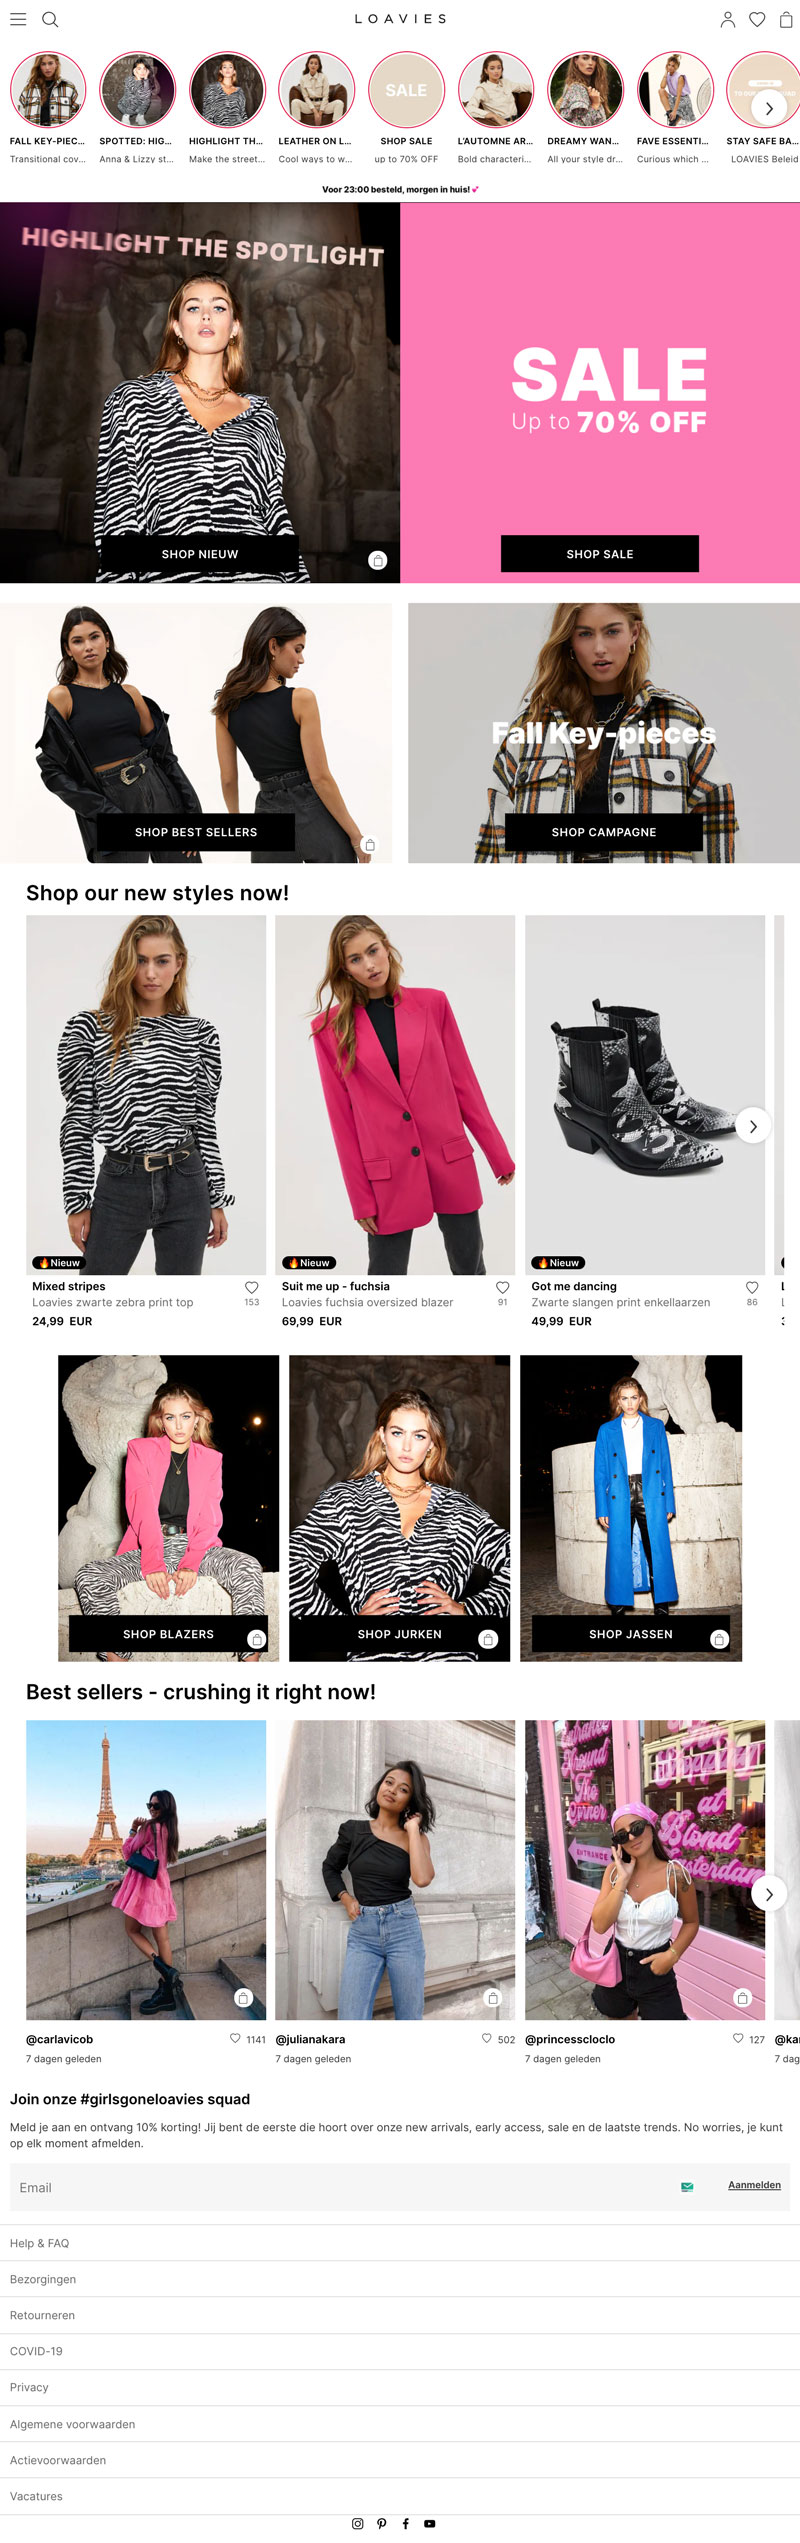 LOAVIES
SALE
FALL KEY-PIEC...
SPOTTED: HIG...
HIGHLIGHT TH...
LEATHER ON L...
SHOP SALE
L'AUTOMNE AR...
DREAMY WAN...
FAVE ESSENTI...
STAY SAFE BA...
Transitional cov...
Anna & Lizzy st...
Make the street...
Cool ways to w...
up to 70% OFF
Bold characteri...
All your style dr...
Curious which ...
LOAVIES Beleid
Voor 23:00 besteld, morgen in huis!
HIGHLIGHT THE SPOTLIGHT
SHOP NIEUW
SALE
Up to 70% OFF
SHOP SALE
SHOP BEST SELLERS
Fall Key-pieces
SHOP CAMPAGNE
Shop our new styles now!
Nieuw
Mixed stripes
153
Loavies zwarte zebra print top
24,99 EUR
Nieuw
Suit me up - fuchsia
91
Loavies fuchsia oversized blazer
69,99 EUR
Nieuw
Got me dancing
86
Zwarte slangen print enkellaarzen
49,99 EUR
SHOP BLAZERS
SHOP JURKEN
SHOP JASSEN
Best sellers - crushing it right now!
Around
The
Corner
ENTRANCE
at
Blond
@carlavicob
1141
7 dagen geleden
@julianakara
502
7 dagen geleden
@princesscloclo
127
7 dagen geleden
@kar
7 dag
Join onze #girlsgoneloavies squad
Meld je aan en ontvang 10% korting! Jij bent de eerste die hoort over onze new arrivals, early access, sale en de laatste trends. No worries, je kunt
op elk moment afmelden.
Email
Aanmelden
Help & FAQ
Bezorgingen
Retourneren
COVID-19
Privacy
Algemene voorwaarden
Actievoorwaarden
Vacatures